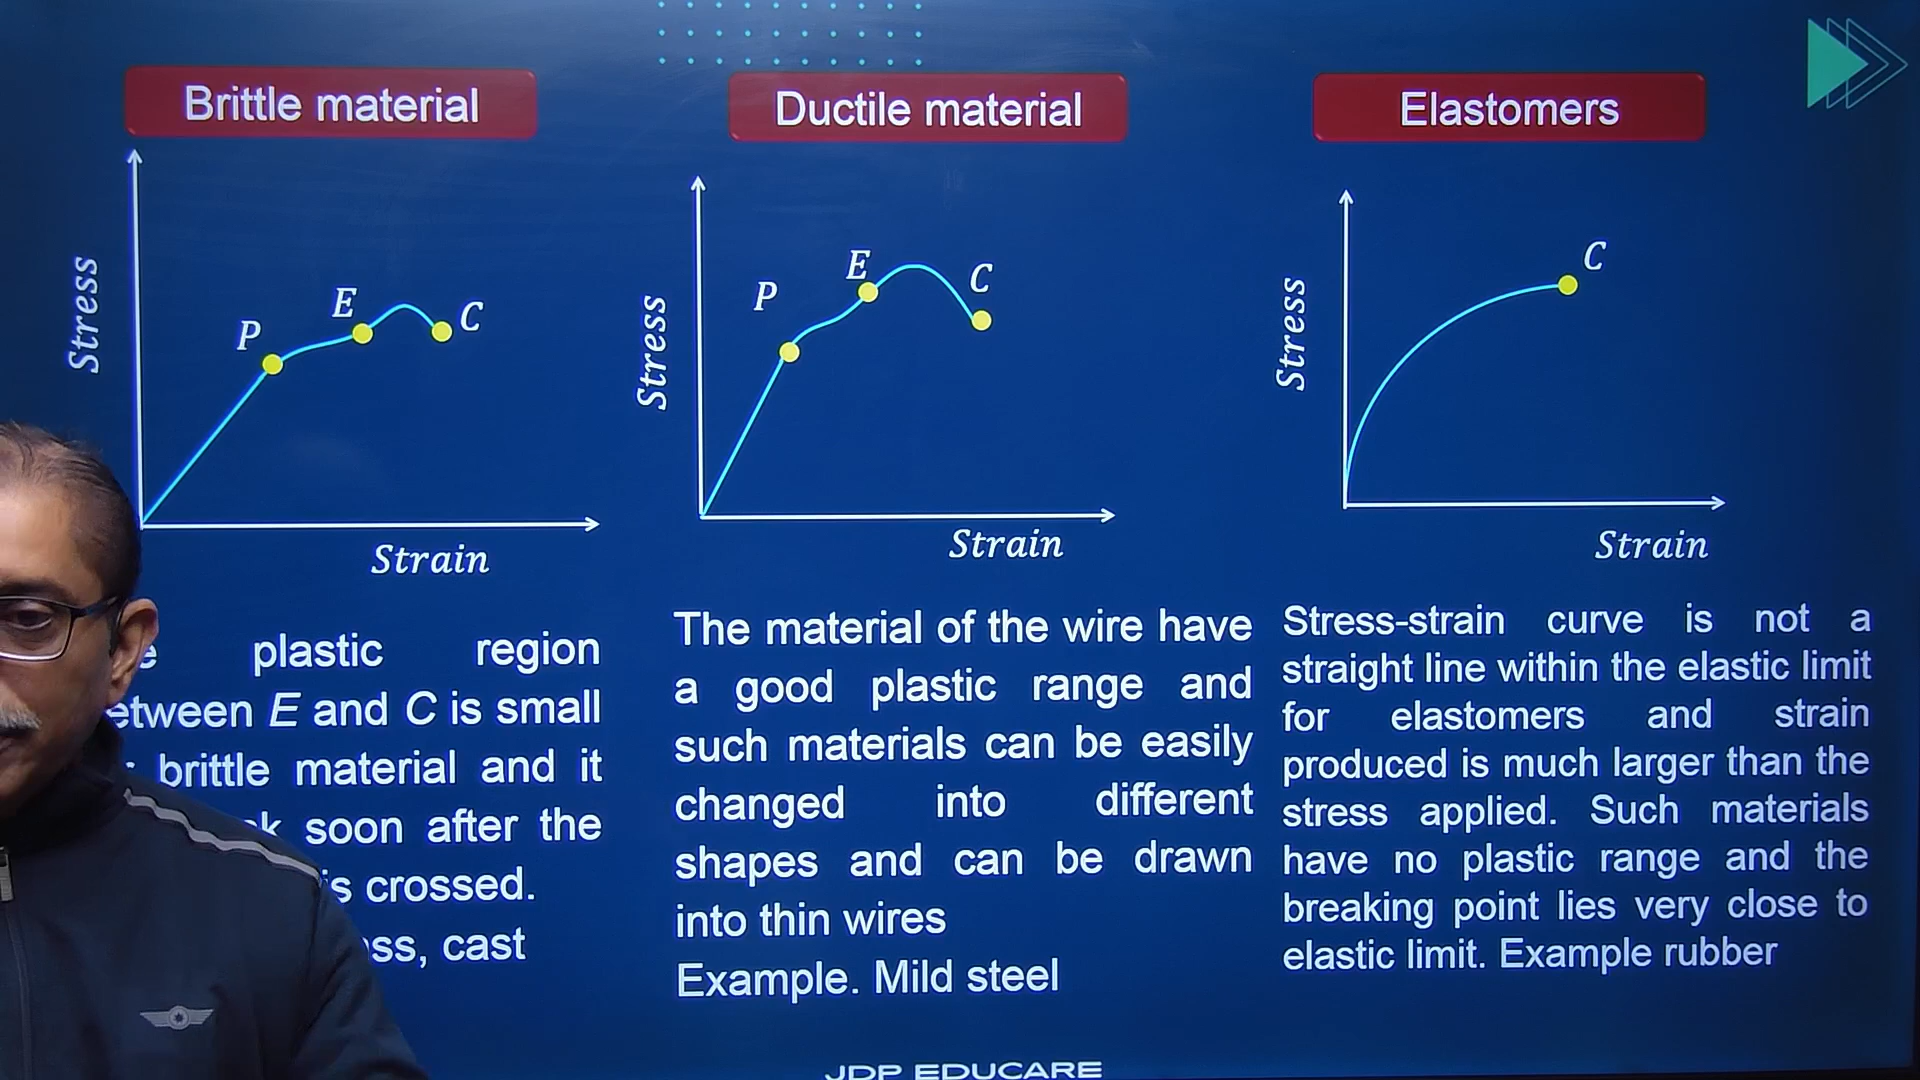 Brittle material
Stress
P
E
C
Strain
plastic region
between E and C is small
brittle material and it
soon after the
is crossed.
cast
Ductile material
Stress
P
E
C
Strain
The material of the wire have
a good plastic range and
such materials can be easily
changed into different
shapes and can be drawn
into thin wires
Example. Mild steel
Elastomers
Stress
C
Strain
Stress-strain curve is not a
straight line within the elastic limit
for elastomers and strain
produced is much larger than the
stress applied. Such materials
have no plastic range and the
breaking point lies very close to
elastic limit. Example rubber
JDP EDUCARE